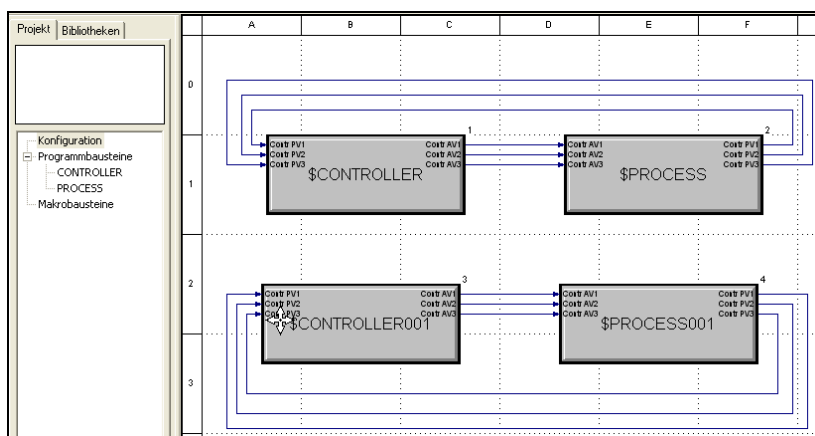 Projekt Bibliotheken
Konfiguration
Programmbausteine
CONTROLLER
PROCESS
Makrobausteine
A B C D E F
0
1 2
Contr PV1 Contr AV1 Contr AV1 Contr PV1
Contr PV2 Contr AV2 Contr AV2 Contr PV2
Contr PV3 Contr AV3 Contr AV3 Contr PV3
$CONTROLLER $PROCESS
1
2
3 4
Contr PV1 Contr AV1 Contr AV1 Contr PV1
Contr PV2 Contr AV2 Contr AV2 Contr PV2
PV3 Contr AV3 Contr AV3 Contr PV3
$CONTROLLER001 $PROCESS001
3